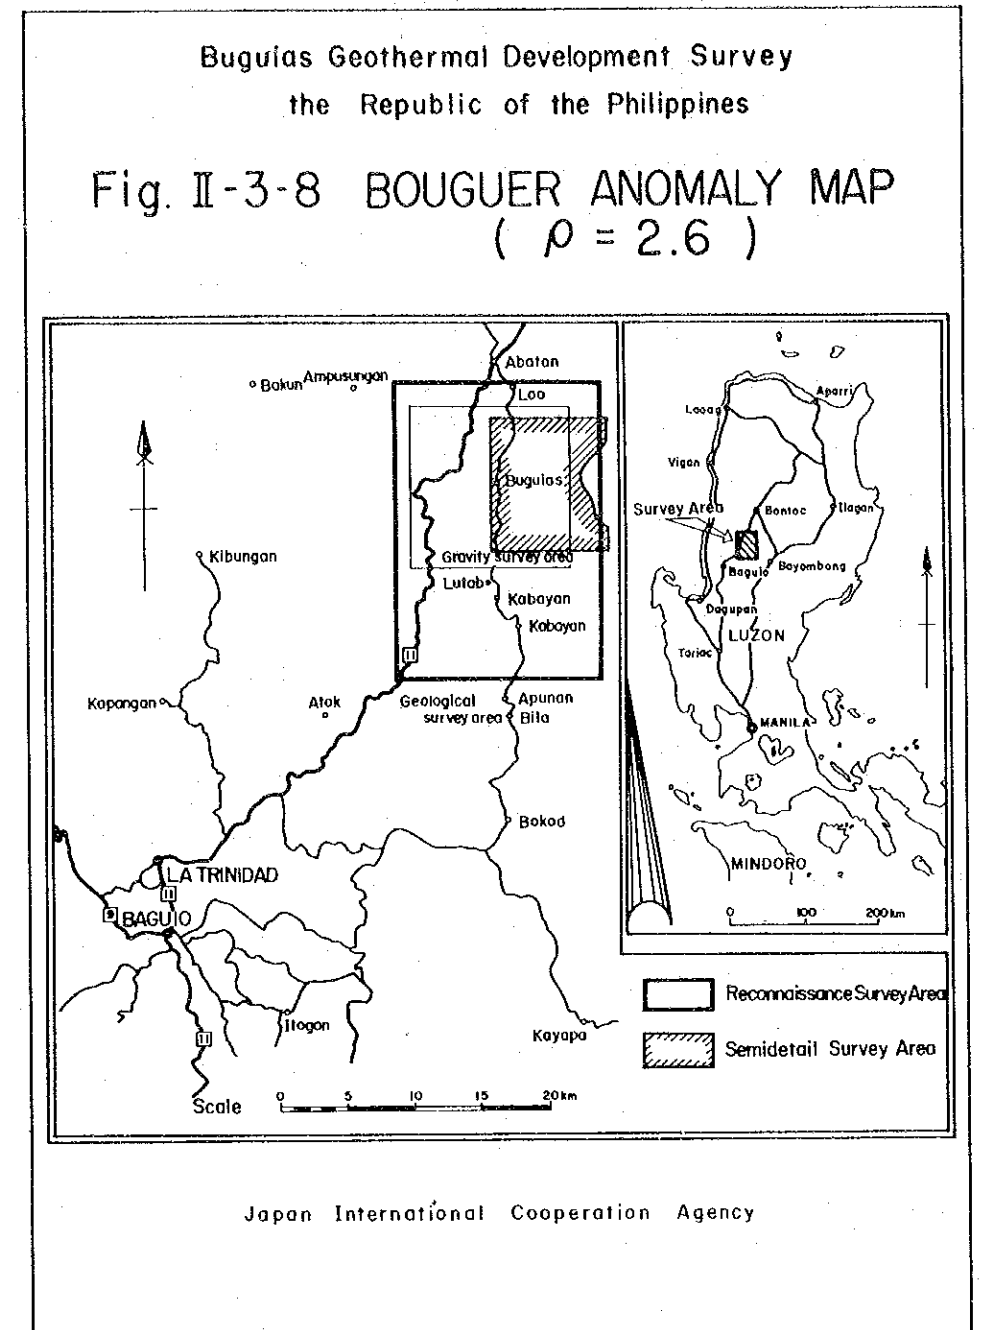 Buguias Geothermal Development Survey
the Republic of the Philippines
Fig. II-3-8 BOUGUER ANOMALY MAP
( ρ = 2.6 )
Abatan
Bakun
Ampusungan
Loo
Buguias
Gravity survey area
Lutab
Kabayan
Kabayan
11
Kibungan
Kapangan
Atok
Geological
survey area
Apunan
Bila
Bokod
LA TRINIDAD
11
9
BAGUIO
Itogon
11
Kayapa
Scale
0 5 10 15 20km
Aparri
Laoag
Vigan
Survey Area
Bontoc
Ilagan
Baguio
Bayombong
Dagupan
LUZON
Tarlac
MANILA
MINDORO
0 100 200km
Reconnaissance Survey Area
Semidetail Survey Area
Japan International Cooperation Agency